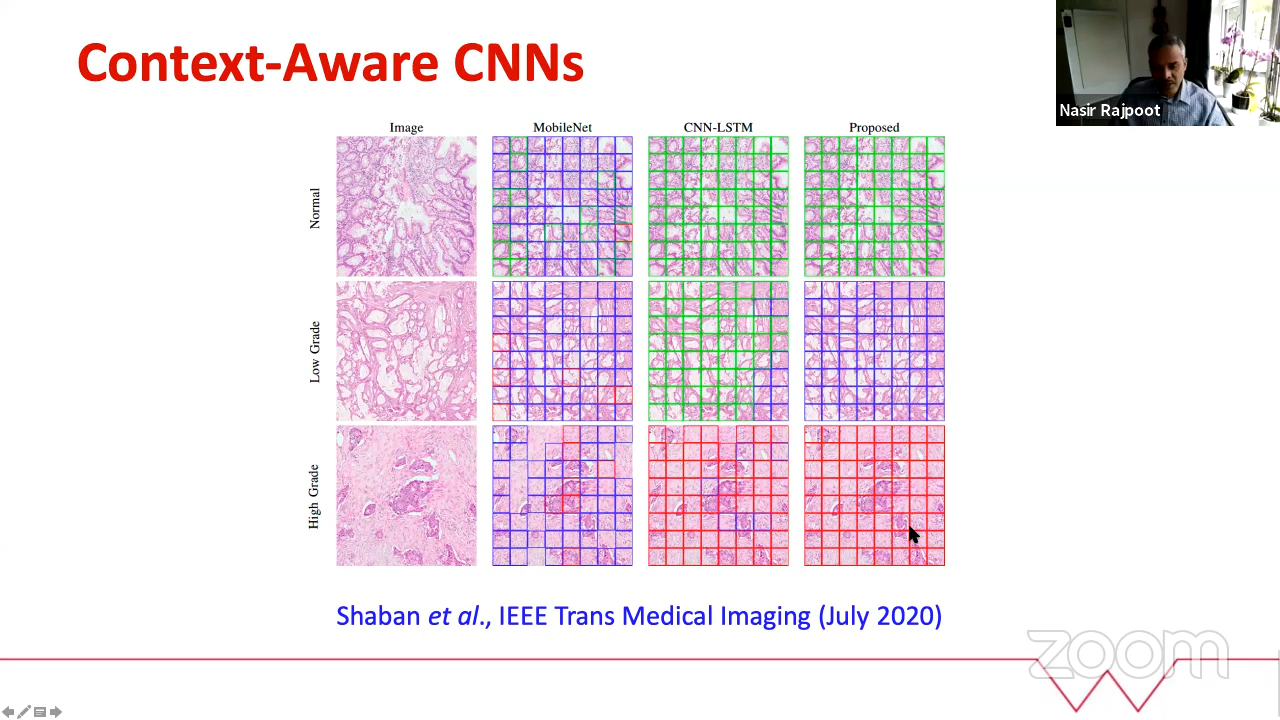 Context-Aware CNNs
Nasir Rajpoot
Image
MobileNet
CNN-LSTM
Proposed
Normal
Low Grade
High Grade
Shaban et al., IEEE Trans Medical Imaging (July 2020)
zoom